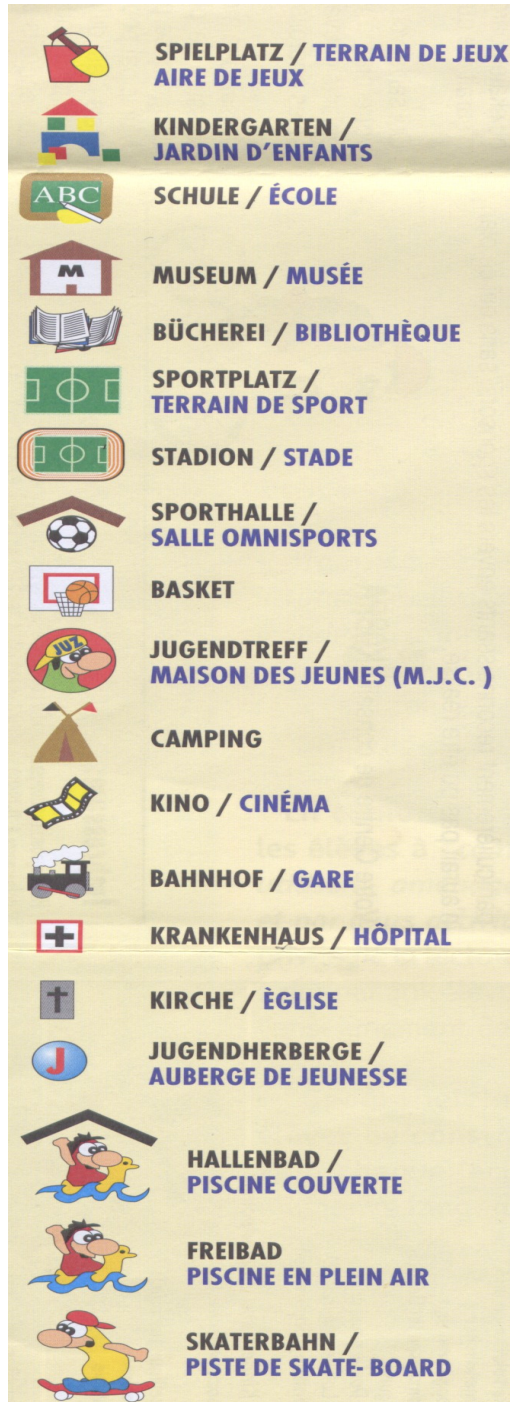 SPIELPLATZ / TERRAIN DE JEUX
AIRE DE JEUX
KINDERGARTEN /
JARDIN D'ENFANTS
ABC
SCHULE / ÉCOLE
M
MUSEUM / MUSÉE
BÜCHEREI / BIBLIOTHÈQUE
SPORTPLATZ /
TERRAIN DE SPORT
STADION / STADE
SPORTHALLE /
SALLE OMNISPORTS
BASKET
JUZ
JUGENDTREFF /
MAISON DES JEUNES (M.J.C. )
CAMPING
KINO / CINÉMA
BAHNHOF / GARE
KRANKENHAUS / HÔPITAL
KIRCHE / ÈGLISE
J
JUGENDHERBERGE /
AUBERGE DE JEUNESSE
HALLENBAD /
PISCINE COUVERTE
FREIBAD
PISCINE EN PLEIN AIR
SKATERBAHN /
PISTE DE SKATE- BOARD